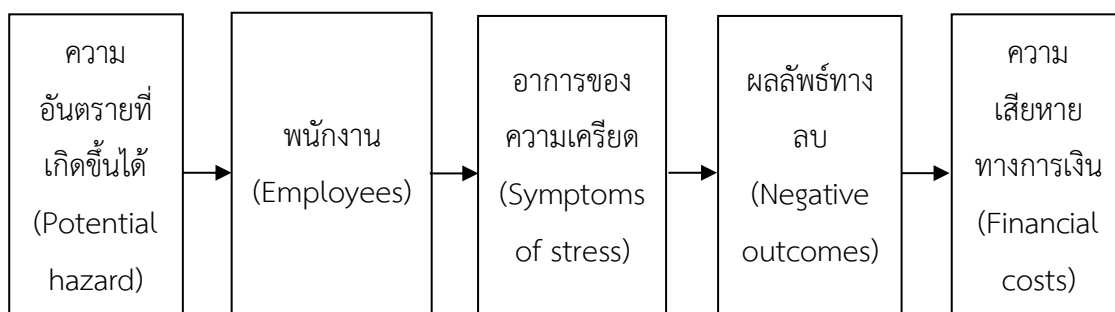 ความ
อันตรายที่
เกิดขึ้นได้
(Potential
hazard)
พนักงาน
(Employees)
อาการของ
ความเครียด
(Symptoms
of stress)
ผลลัพธ์ทาง
ลบ
(Negative
outcomes)
ความ
เสียหาย
ทางการเงิน
(Financial
costs)